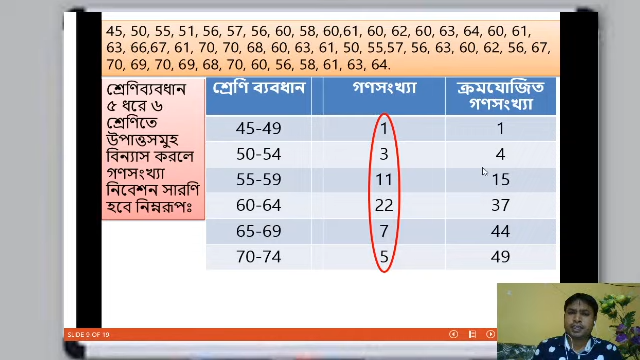 45, 50, 55, 51, 56, 57, 56, 60, 58, 60,61, 60, 62, 60, 63, 64, 60, 61,
63, 66,67, 61, 70, 70, 68, 60, 63, 61, 50, 55,57, 56, 63, 60, 62, 56, 67,
70, 69, 70, 69, 68, 70, 60, 56, 58, 61, 63, 64.
শ্রেণিব্যবধান
৫ ধরে ৬
শ্রেণিতে
উপাত্তসমুহ
বিন্যাস করলে
গণসংখ্যা
নিবেশন সারণি
হবে নিম্নরূপঃ
শ্রেণি ব্যবধান গণসংখ্যা ক্রমযোজিত
গণসংখ্যা
45-49 1 1
50-54 3 4
55-59 11 15
60-64 22 37
65-69 7 44
70-74 5 49
SLIDE 9 OF 19